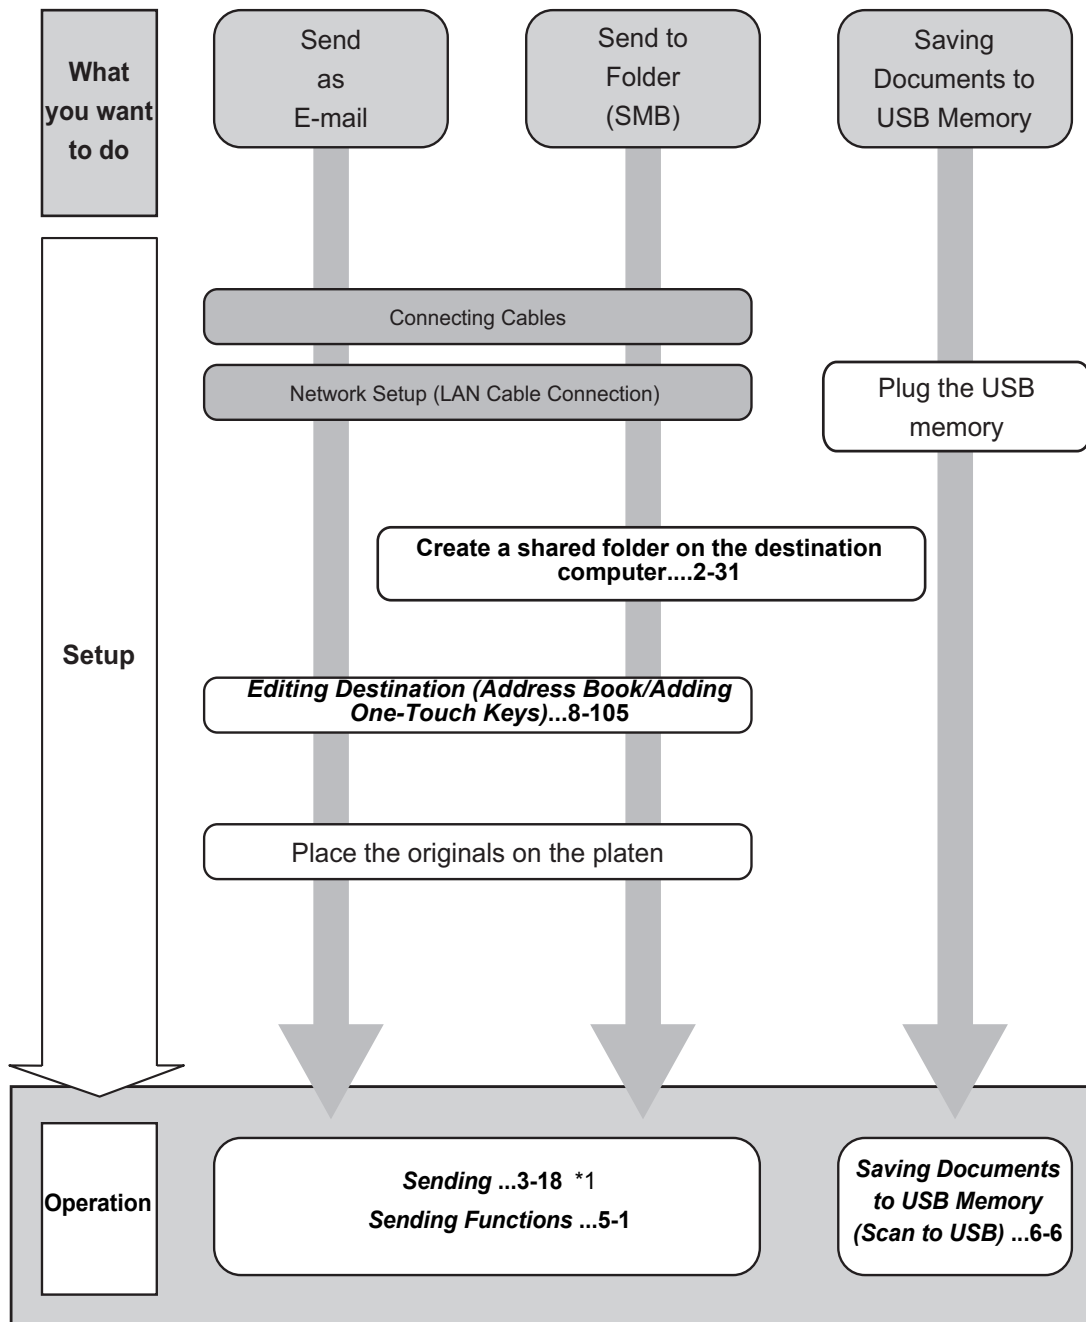 What
you want
to do
Send
as
E-mail
Send to
Folder
(SMB)
Saving
Documents to
USB Memory
Connecting Cables
Network Setup (LAN Cable Connection)
Plug the USB
memory
Create a shared folder on the destination
computer....2-31
Setup
Editing Destination (Address Book/Adding
One-Touch Keys)...8-105
Place the originals on the platen
Operation
Sending ...3-18 *1
Sending Functions ...5-1
Saving Documents
to USB Memory
(Scan to USB) ...6-6